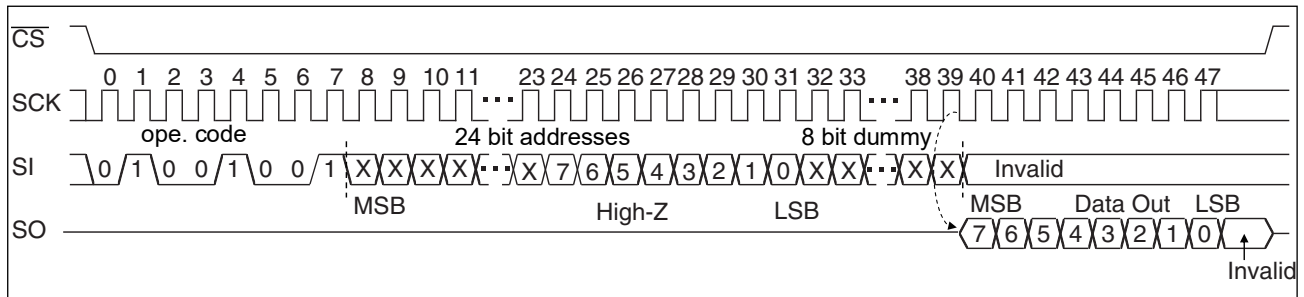 CS
0 1 2 3 4 5 6 7 8 9 10 11 23 24 25 26 27 28 29 30 31 32 33 38 39 40 41 42 43 44 45 46 47
SCK
ope. code 24 bit addresses 8 bit dummy
SI 0 1 0 0 1 0 0 1 X X X X X 7 6 5 4 3 2 1 0 X X X X Invalid
MSB High-Z LSB MSB Data Out LSB
SO 7 6 5 4 3 2 1 0
Invalid